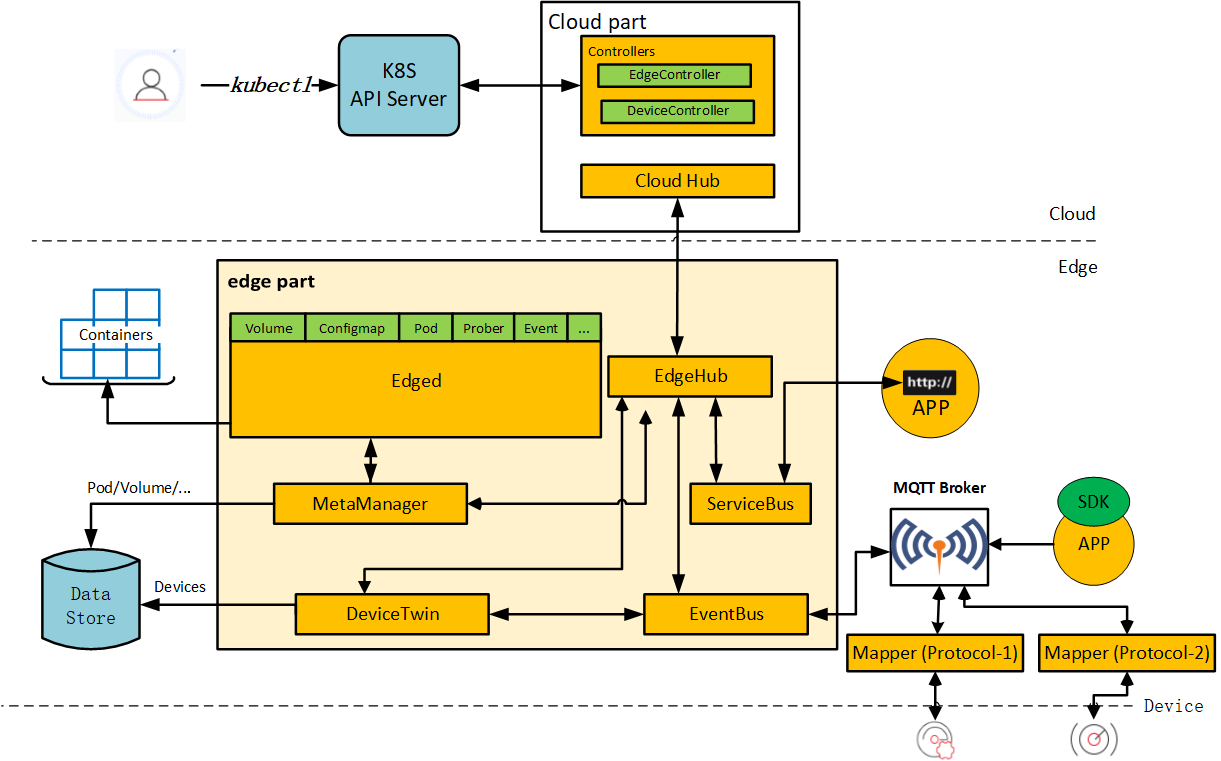 Cloud part
Controllers
EdgeController
DeviceController
kubectl
K8S
API Server
Cloud Hub
Cloud
Edge
edge part
Volume
Configmap
Pod
Prober
Event
...
Containers
Edged
EdgeHub
http://
APP
Pod/Volume/...
MetaManager
ServiceBus
MQTT Broker
SDK
APP
Data
Store
Devices
DeviceTwin
EventBus
Mapper (Protocol-1)
Mapper (Protocol-2)
Device